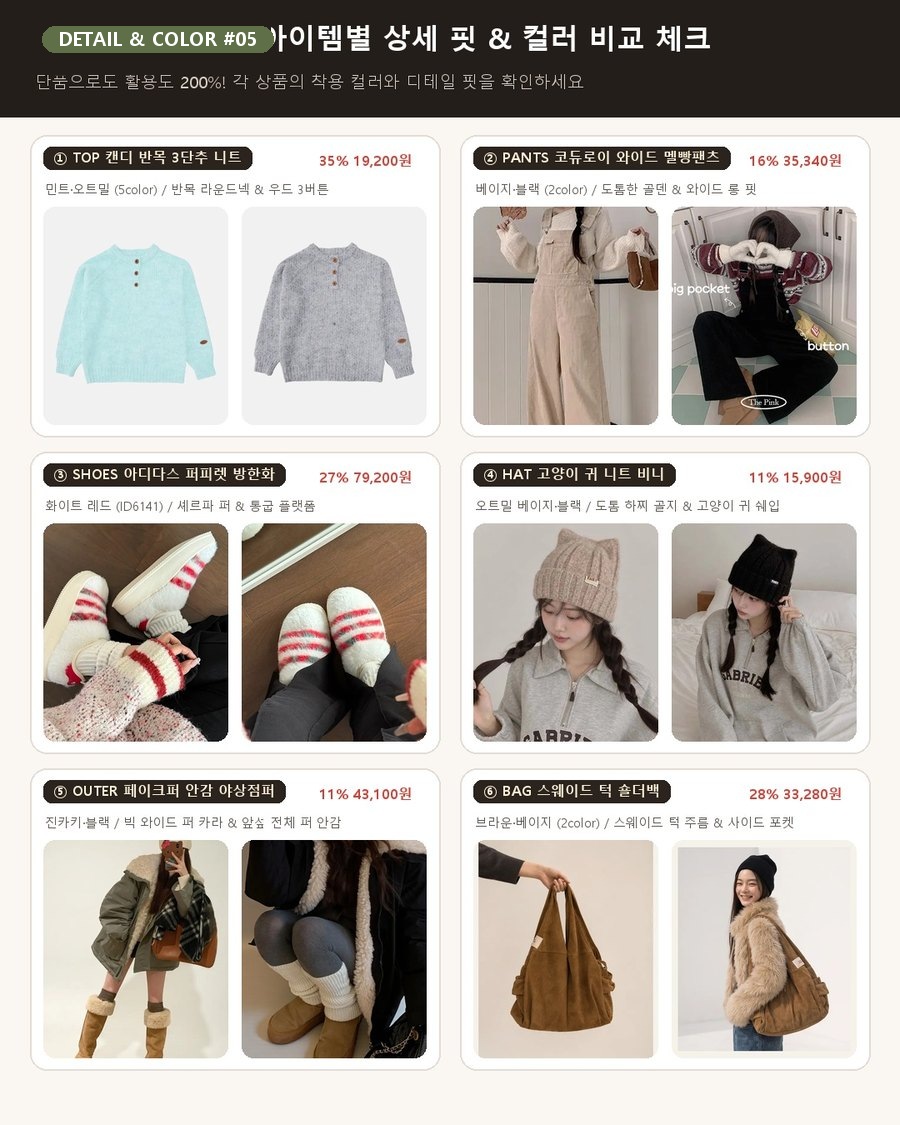 DETAIL & COLOR #05 아이템별 상세 핏 & 컬러 비교 체크
단품으로도 활용도 200%! 각 상품의 착용 컬러와 디테일 핏을 확인하세요
① TOP 캔디 반목 3단추 니트 35% 19,200원
민트·오트밀 (5color) / 반목 라운드넥 & 우드 3버튼
② PANTS 코듀로이 와이드 멜빵팬츠 16% 35,340원
베이지·블랙 (2color) / 도톰한 골덴 & 와이드 롱 핏
big pocket
button
The Pink
③ SHOES 아디다스 퍼피렛 방한화 27% 79,200원
화이트 레드 (ID6141) / 셰르파 퍼 & 통굽 플랫폼
④ HAT 고양이 귀 니트 비니 11% 15,900원
오트밀 베이지·블랙 / 도톰 하찌 골지 & 고양이 귀 쉐입
GABRIE
GABRIE
⑤ OUTER 페이크퍼 안감 야상점퍼 11% 43,100원
진카키·블랙 / 빅 와이드 퍼 카라 & 앞섶 전체 퍼 안감
⑥ BAG 스웨이드 턱 숄더백 28% 33,280원
브라운·베이지 (2color) / 스웨이드 턱 주름 & 사이드 포켓